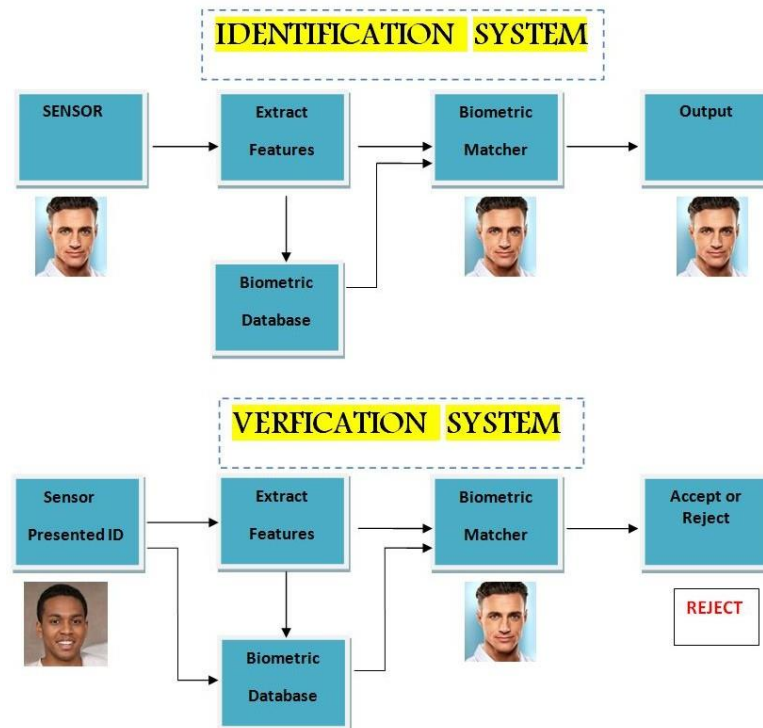 IDENTIFICATION SYSTEM
SENSOR
Extract
Features
Biometric
Matcher
Output
Biometric
Database
VERFICATION SYSTEM
Sensor
Presented ID
Extract
Features
Biometric
Matcher
Accept or
Reject
REJECT
Biometric
Database